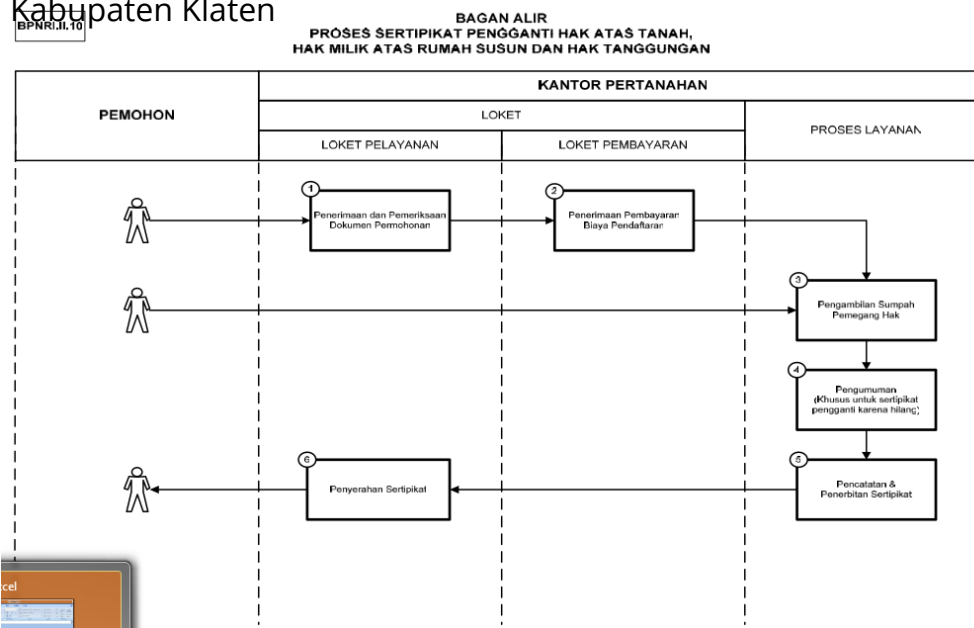 Kabupaten Klaten
BPNRI.II.10
BAGAN ALIR
PROSES SERTIPIKAT PENGGANTI HAK ATAS TANAH,
HAK MILIK ATAS RUMAH SUSUN DAN HAK TANGGUNGAN
PEMOHON
KANTOR PERTANAHAN
LOKET
LOKET PELAYANAN
LOKET PEMBAYARAN
PROSES LAYANAN
1
Penerimaan dan Pemeriksaan
Dokumen Permohonan
2
Penerimaan Pembayaran
Biaya Pendaftaran
3
Pengambilan Sumpah
Pemegang Hak
4
Pengumuman
(Khusus untuk sertipikat
pengganti karena hilang)
5
Pencatatan &
Penerbitan Sertipikat
6
Penyerahan Sertipikat
cel